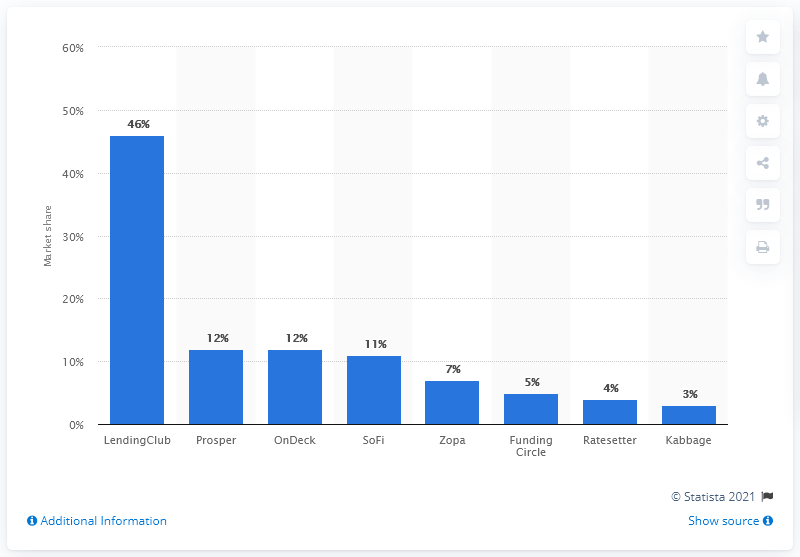 60%
50%
40%
30%
20%
10%
0%
Market share
46%
12%
12%
11%
7%
5%
4%
3%
LendingClub
Prosper
OnDeck
SoFi
Zopa
Funding
Circle
Ratesetter
Kabbage
© Statista 2021
Additional Information
Show source